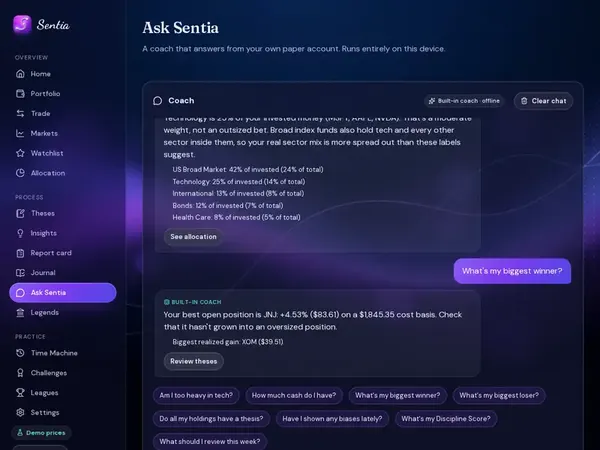 Sentia
OVERVIEW
Home
Portfolio
Trade
Markets
Watchlist
Allocation
PROCESS
Theses
Insights
Report card
Journal
Ask Sentia
Legends
PRACTICE
Time Machine
Challenges
Leagues
Settings
Demo prices
Ask Sentia
A coach that answers from your own paper account. Runs entirely on this device.
Coach
Built-in coach · offline
Clear chat
Technology is 25% of your invested money (MSFT, AAPL, NVDA). That's a moderate
weight, not an outsized bet. Broad index funds also hold tech and every other
sector inside them, so your real sector mix is more spread out than these labels
suggest.
US Broad Market: 42% of invested (24% of total)
Technology: 25% of invested (14% of total)
International: 13% of invested (8% of total)
Bonds: 12% of invested (7% of total)
Health Care: 8% of invested (5% of total)
See allocation
What's my biggest winner?
BUILT-IN COACH
Your best open position is JNJ: +4.53% ($83.61) on a $1,845.35 cost basis. Check
that it hasn't grown into an oversized position.
Biggest realized gain: XOM ($39.51)
Review theses
Am I too heavy in tech?
How much cash do I have?
What's my biggest winner?
What's my biggest loser?
Do all my holdings have a thesis?
Have I shown any biases lately?
What's my Discipline Score?
What should I review this week?